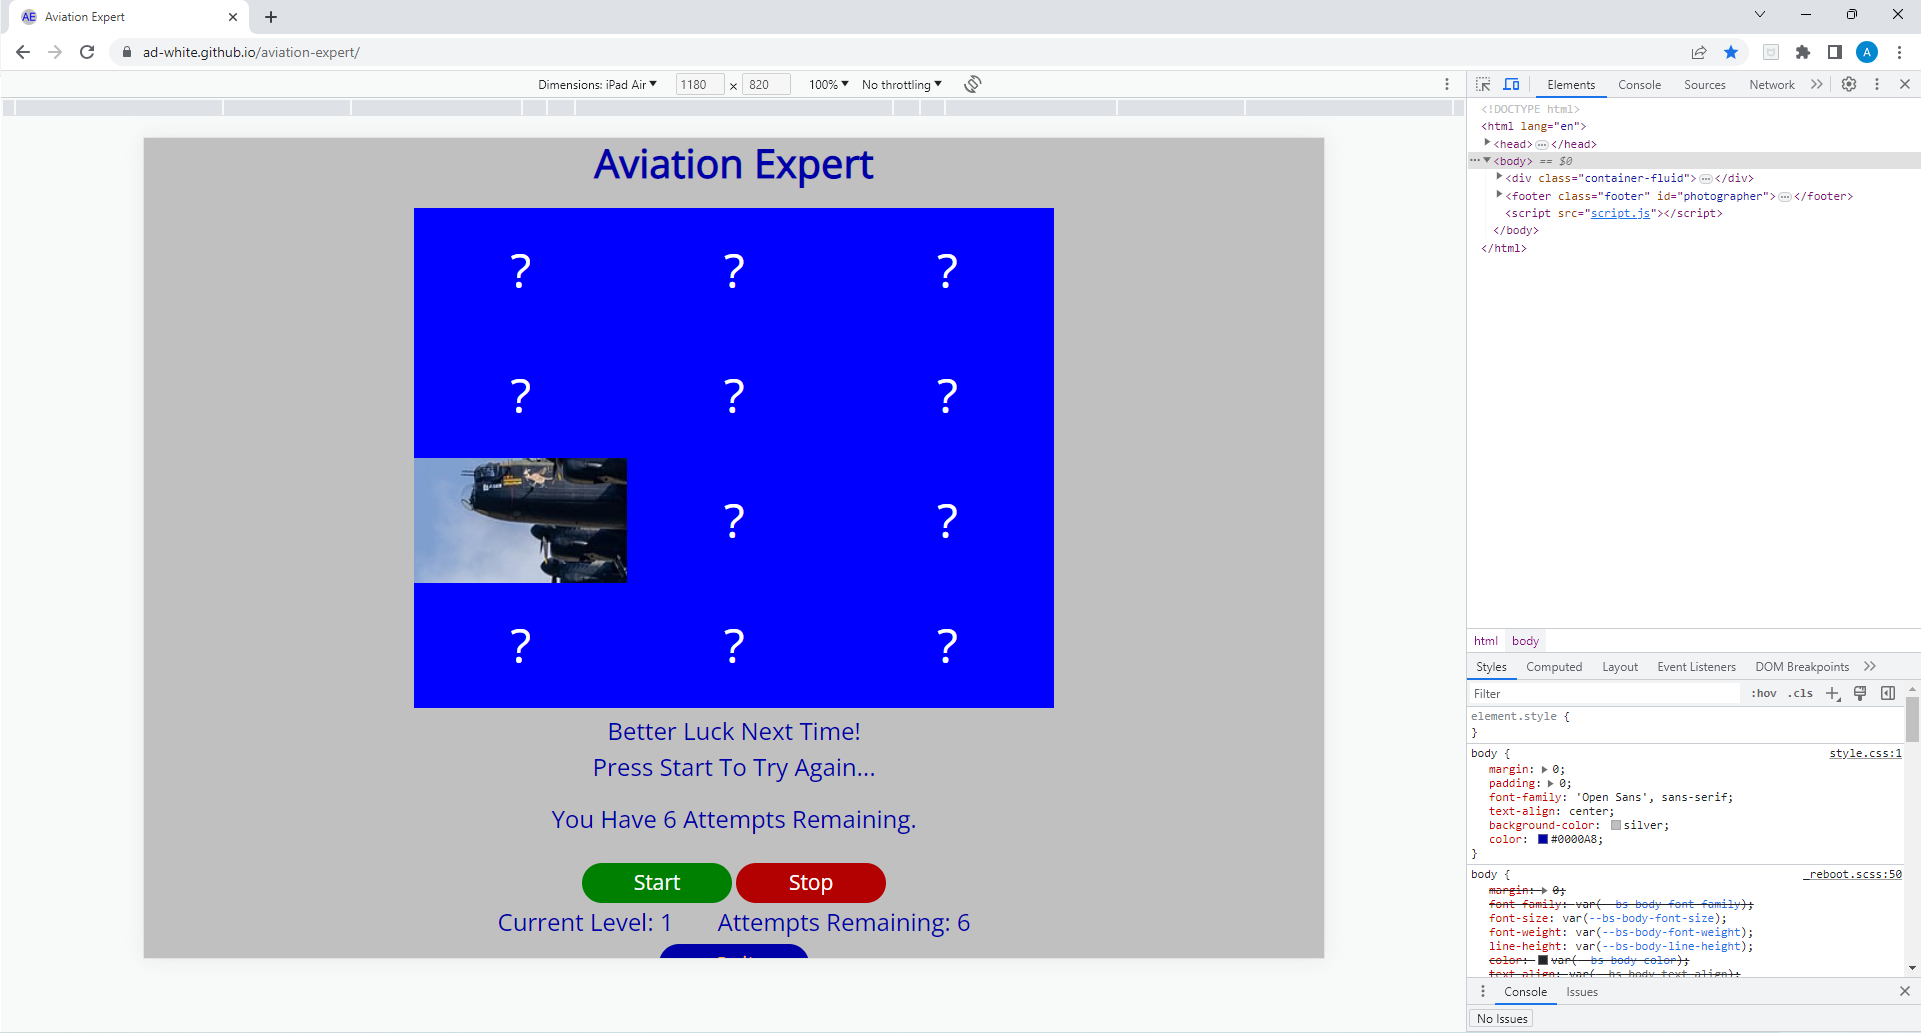 AE Aviation Expert
ad-white.github.io/aviation-expert/
A
Dimensions: iPad Air 1180 x 820 100% No throttling
Aviation Expert
? ? ?
? ? ?
? ?
? ? ?
Better Luck Next Time!
Press Start To Try Again...
You Have 6 Attempts Remaining.
Start Stop
Current Level: 1 Attempts Remaining: 6
Elements Console Sources Network
<!DOCTYPE html>
<html lang="en">
<head> … </head>
<body> == $0
<div class="container-fluid"> … </div>
<footer class="footer" id="photographer"> … </footer>
<script src="script.js"></script>
</body>
</html>
html body
Styles Computed Layout Event Listeners DOM Breakpoints
Filter :hov .cls
element.style {
}
body { style.css:1
margin: 0;
padding: 0;
font-family: 'Open Sans', sans-serif;
text-align: center;
background-color: silver;
color: #0000A8;
}
body { _reboot.scss:50
margin: 0;
font-family: var(--bs-body-font-family);
font-size: var(--bs-body-font-size);
font-weight: var(--bs-body-font-weight);
line-height: var(--bs-body-line-height);
color: var(--bs-body-color);
text-align: var(--bs-body-text-align);
Console Issues
No Issues